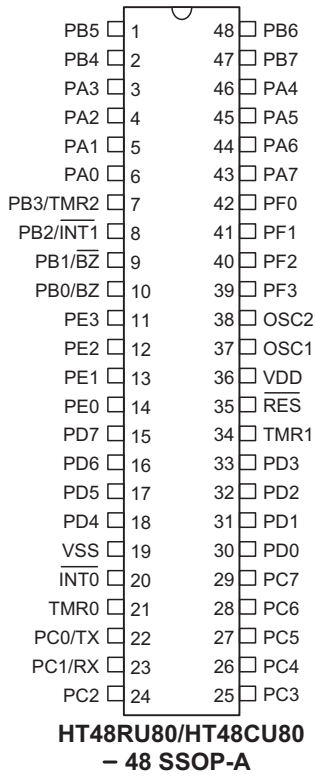 PB5 1 48 PB6
PB4 2 47 PB7
PA3 3 46 PA4
PA2 4 45 PA5
PA1 5 44 PA6
PA0 6 43 PA7
PB3/TMR2 7 42 PF0
PB2/I̅N̅T̅1̅ 8 41 PF1
PB1/B̅Z̅ 9 40 PF2
PB0/BZ 10 39 PF3
PE3 11 38 OSC2
PE2 12 37 OSC1
PE1 13 36 VDD
PE0 14 35 R̅E̅S̅
PD7 15 34 TMR1
PD6 16 33 PD3
PD5 17 32 PD2
PD4 18 31 PD1
VSS 19 30 PD0
I̅N̅T̅0̅ 20 29 PC7
TMR0 21 28 PC6
PC0/TX 22 27 PC5
PC1/RX 23 26 PC4
PC2 24 25 PC3
HT48RU80/HT48CU80
– 48 SSOP-A